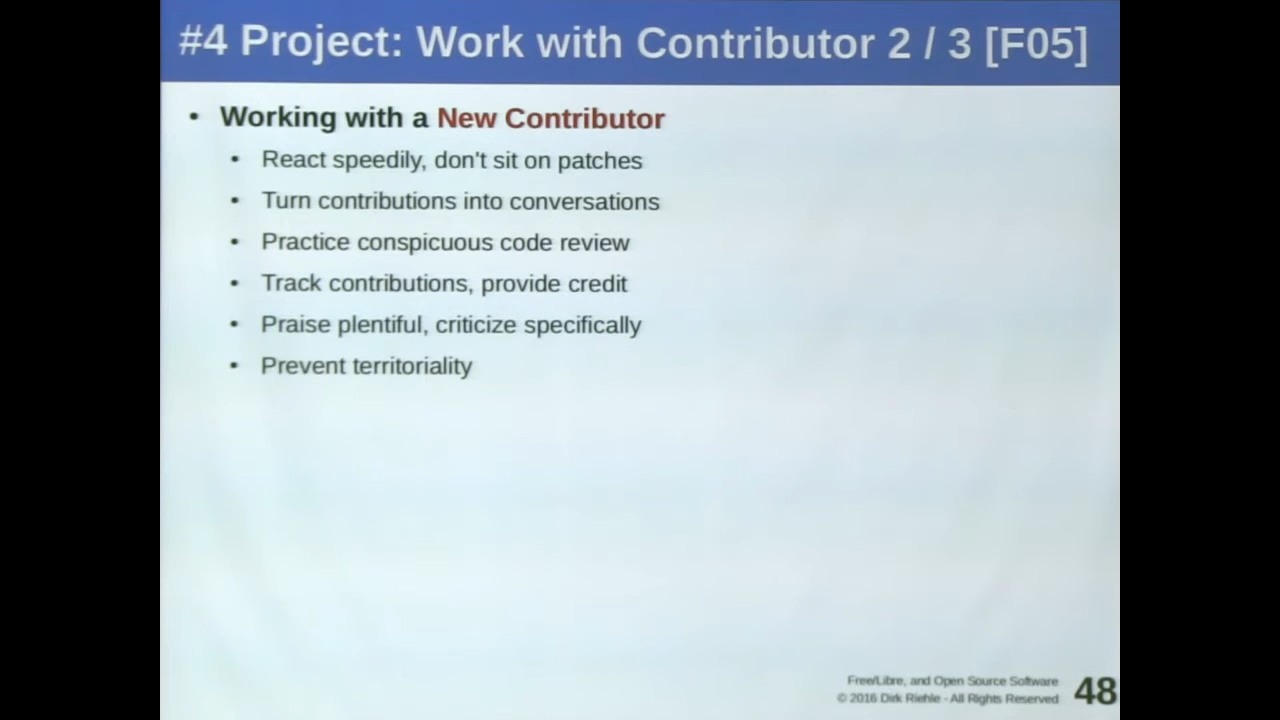 #4 Project: Work with Contributor 2 / 3 [F05]
• Working with a New Contributor
• React speedily, don't sit on patches
• Turn contributions into conversations
• Practice conspicuous code review
• Track contributions, provide credit
• Praise plentiful, criticize specifically
• Prevent territoriality
Free/Libre, and Open Source Software
© 2016 Dirk Riehle - All Rights Reserved
48